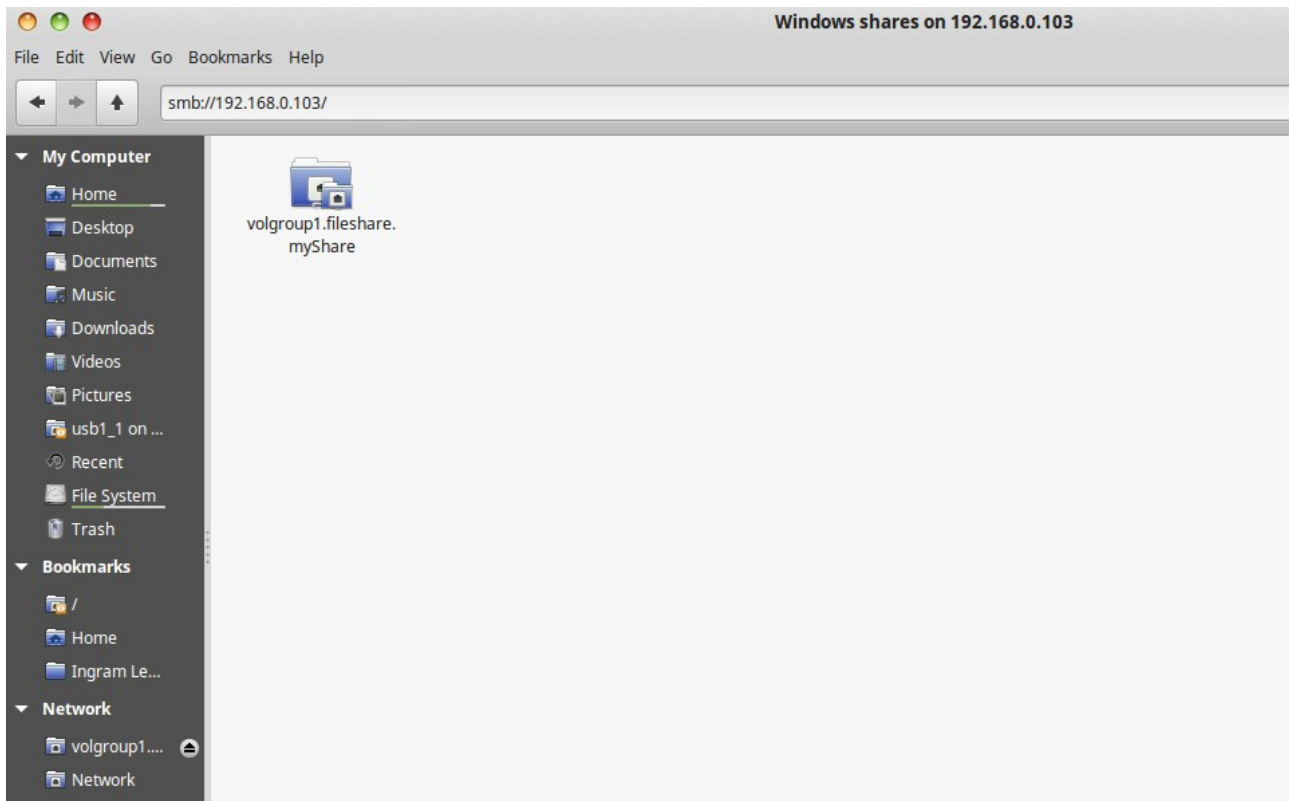 Windows shares on 192.168.0.103
File Edit View Go Bookmarks Help
smb://192.168.0.103/
My Computer
Home
Desktop
Documents
Music
Downloads
Videos
Pictures
usb1_1 on ...
Recent
File System
Trash
Bookmarks
/
Home
Ingram Le...
Network
volgroup1....
Network
volgroup1.fileshare.
myShare